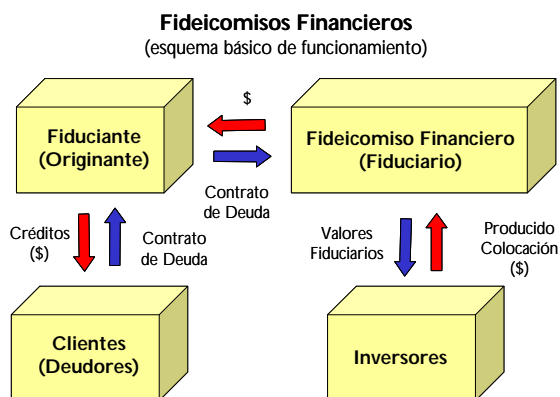 Fideicomisos Financieros
(esquema básico de funcionamiento)
$
Fiduciante
(Originante)
Fideicomiso Financiero
(Fiduciario)
Contrato
de Deuda
Créditos
($)
Contrato
de Deuda
Valores
Fiduciarios
Producido
Colocación
($)
Clientes
(Deudores)
Inversores